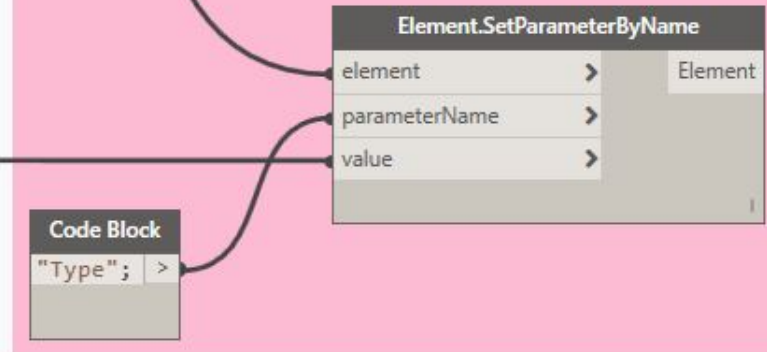 Element.SetParameterByName
element > Element
parameterName >
value >
Code Block
"Type"; >